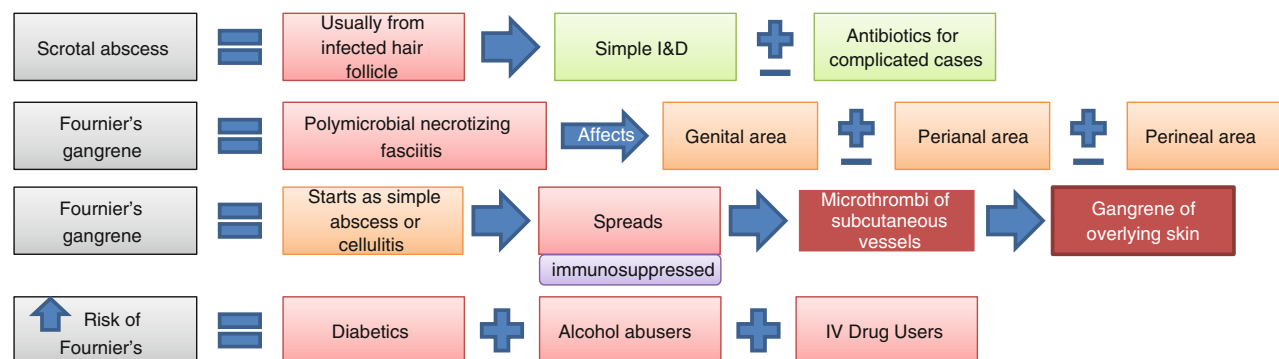 Scrotal abscess
Usually from
infected hair
follicle
Simple I&D
Antibiotics for
complicated cases
Fournier's
gangrene
Polymicrobial necrotizing
fasciitis
Affects
Genital area
Perianal area
Perineal area
Fournier's
gangrene
Starts as simple
abscess or
cellulitis
Spreads
immunosuppressed
Microthrombi of
subcutaneous
vessels
Gangrene of
overlying skin
Risk of
Fournier's
Diabetics
Alcohol abusers
IV Drug Users